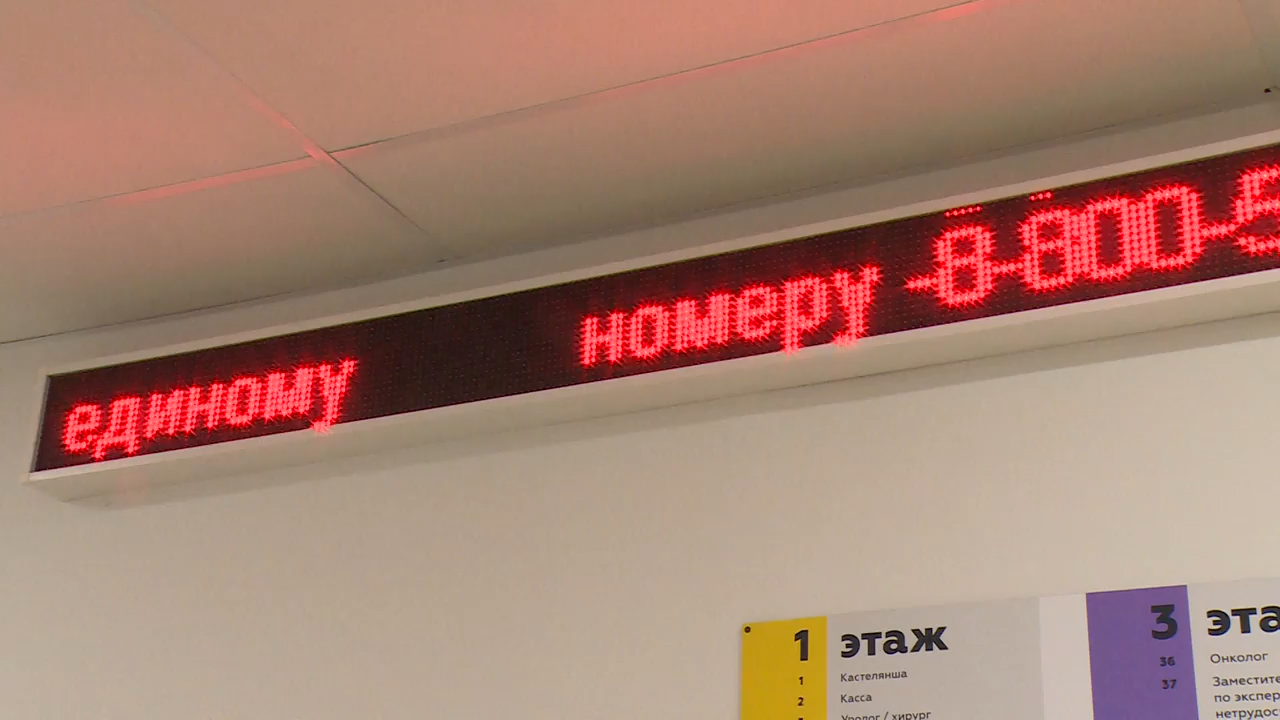 единому номеру -8-800-5
1 этаж
1 Кастелянша
2 Касса
Уролог / хирург
3 эта
36 Онколог
37 Заместите
по экспер
нетрудос